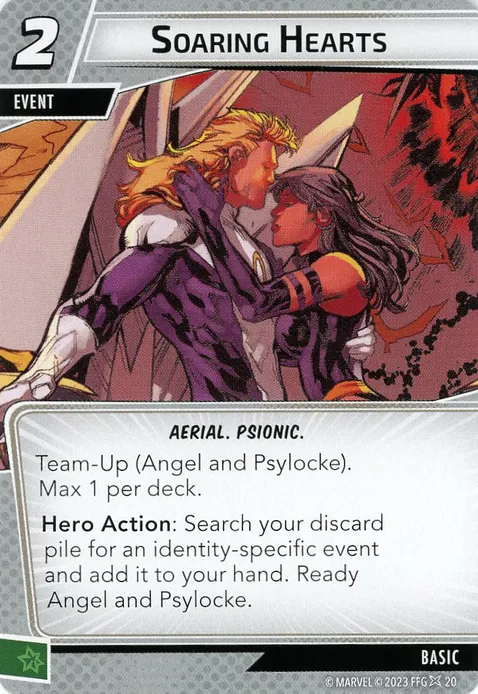 2
SOARING HEARTS
EVENT
AERIAL. PSIONIC.
Team-Up (Angel and Psylocke).
Max 1 per deck.
Hero Action: Search your discard
pile for an identity-specific event
and add it to your hand. Ready
Angel and Psylocke.
BASIC
© MARVEL © 2023 FFG 20